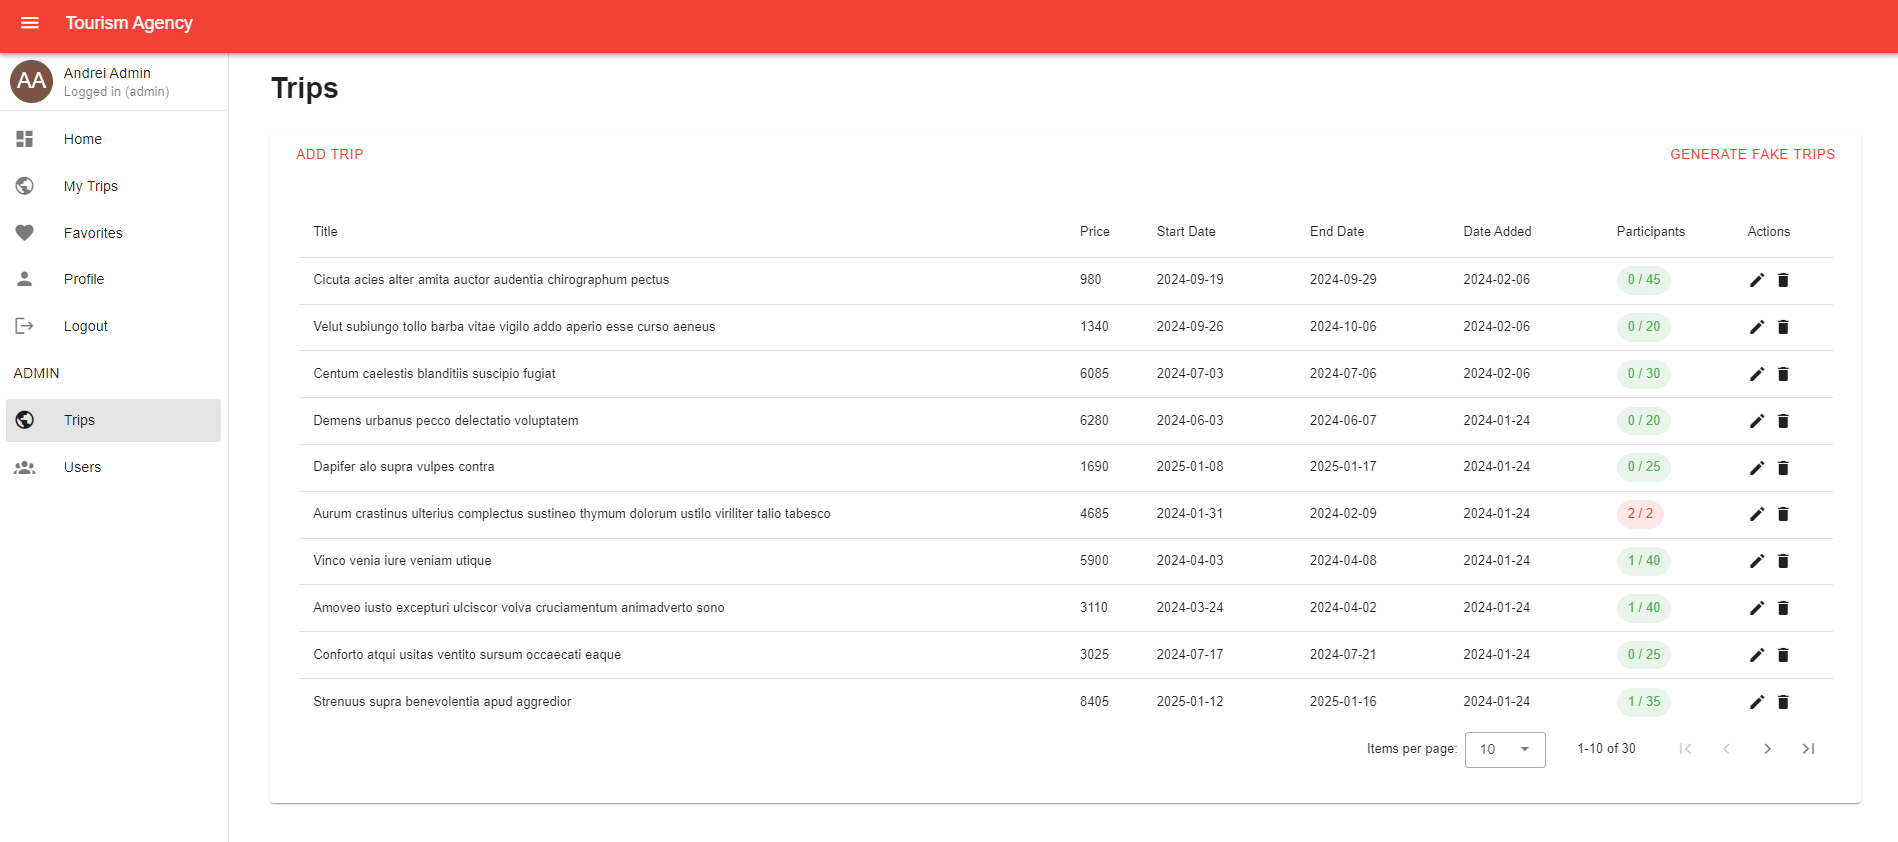 Tourism Agency
AA
Andrei Admin
Logged in (admin)
Home
My Trips
Favorites
Profile
Logout
ADMIN
Trips
Users
Trips
ADD TRIP GENERATE FAKE TRIPS
Title Price Start Date End Date Date Added Participants Actions
Cicuta acies alter amita auctor audentia chirographum pectus 980 2024-09-19 2024-09-29 2024-02-06 0 / 45
Velut subiungo tollo barba vitae vigilo addo aperio esse curso aeneus 1340 2024-09-26 2024-10-06 2024-02-06 0 / 20
Centum caelestis blanditiis suscipio fugiat 6085 2024-07-03 2024-07-06 2024-02-06 0 / 30
Demens urbanus pecco delectatio voluptatem 6280 2024-06-03 2024-06-07 2024-01-24 0 / 20
Dapifer alo supra vulpes contra 1690 2025-01-08 2025-01-17 2024-01-24 0 / 25
Aurum crastinus ulterius complectus sustineo thymum dolorum ustilo viriliter talio tabesco 4685 2024-01-31 2024-02-09 2024-01-24 2 / 2
Vinco venia iure veniam utique 5900 2024-04-03 2024-04-08 2024-01-24 1 / 40
Amoveo iusto excepturi ulciscor volva cruciamentum animadverto sono 3110 2024-03-24 2024-04-02 2024-01-24 1 / 40
Conforto atqui usitas ventito sursum occaecati eaque 3025 2024-07-17 2024-07-21 2024-01-24 0 / 25
Strenuus supra benevolentia apud aggredior 8405 2025-01-12 2025-01-16 2024-01-24 1 / 35
Items per page: 10 1-10 of 30